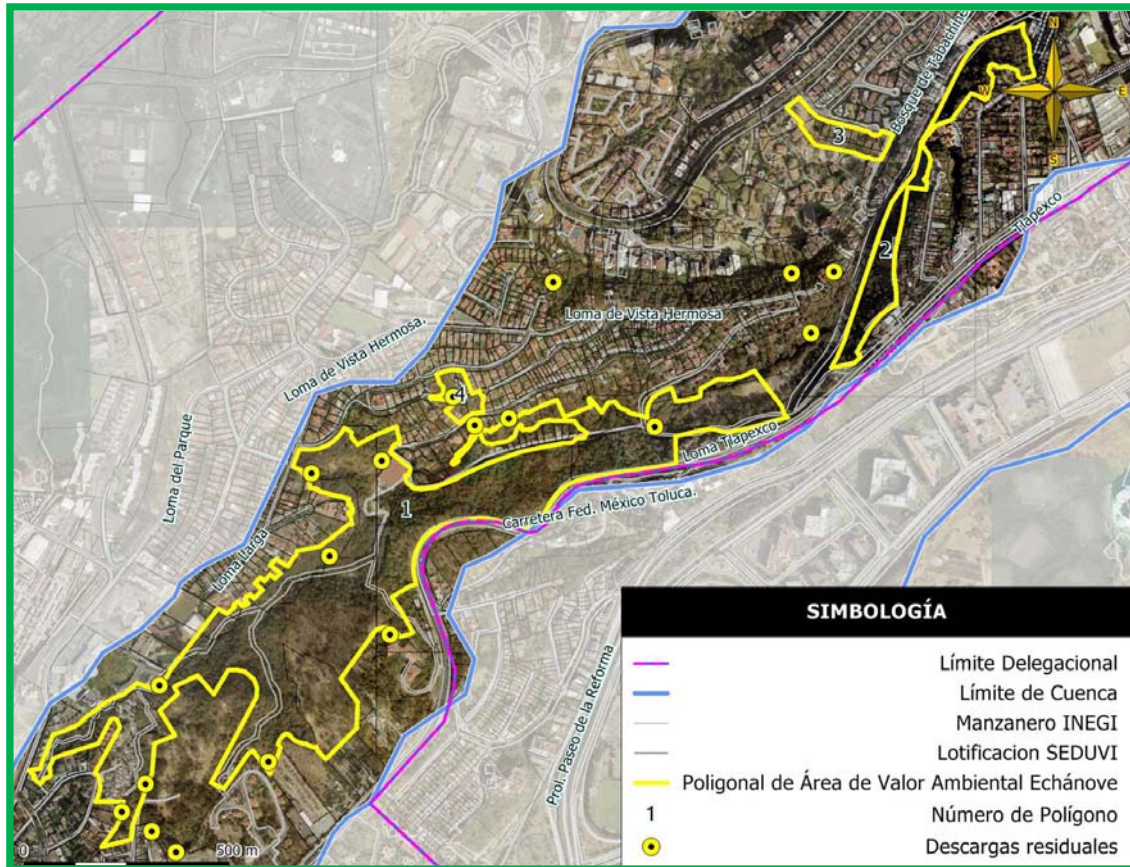 N
W
E
S
Bosque de Tabachine
3
Tlapexco
2
Loma de Vista Hermosa
Loma de Vista Hermosa.
4
Loma del Parque
Loma Tlapexco
1
Carretera Fed. México Toluca.
Loma Larga
Prol. Paseo de la Reforma
SIMBOLOGÍA
Límite Delegacional
Límite de Cuenca
Manzanero INEGI
Lotificacion SEDUVI
Poligonal de Área de Valor Ambiental Echánove
1 Número de Polígono
Descargas residuales
0 500 m